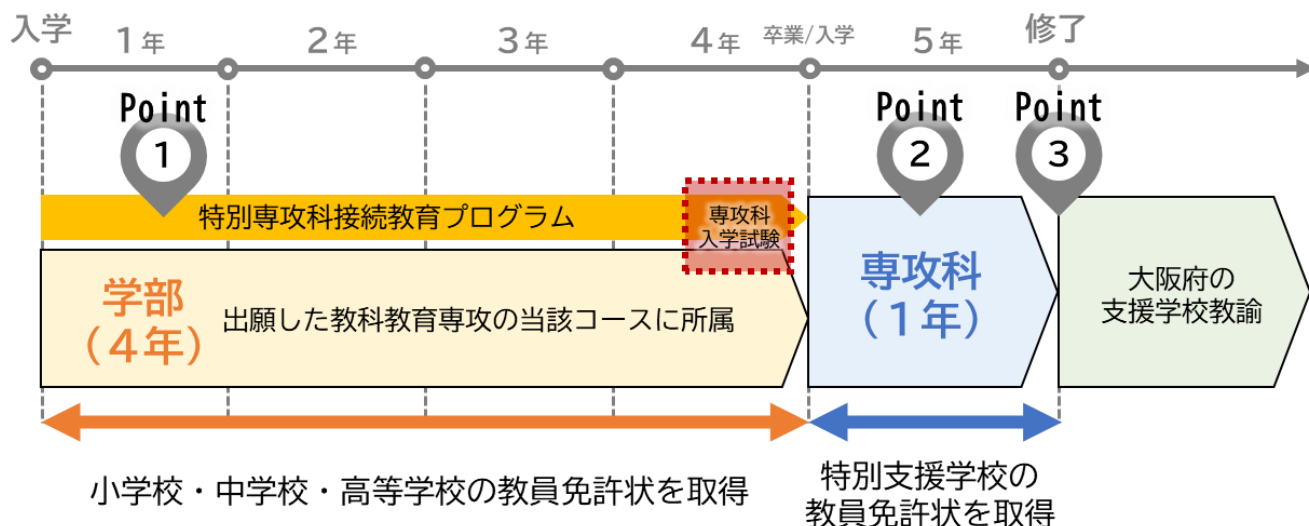 入学
1年
2年
3年
4年
卒業/入学
5年
修了
Point
1
Point
2
Point
3
特別専攻科接続教育プログラム
専攻科
入学試験
学部
(4年)
出願した教科教育専攻の当該コースに所属
専攻科
(1年)
大阪府の
支援学校教諭
小学校・中学校・高等学校の教員免許状を取得
特別支援学校の
教員免許状を取得